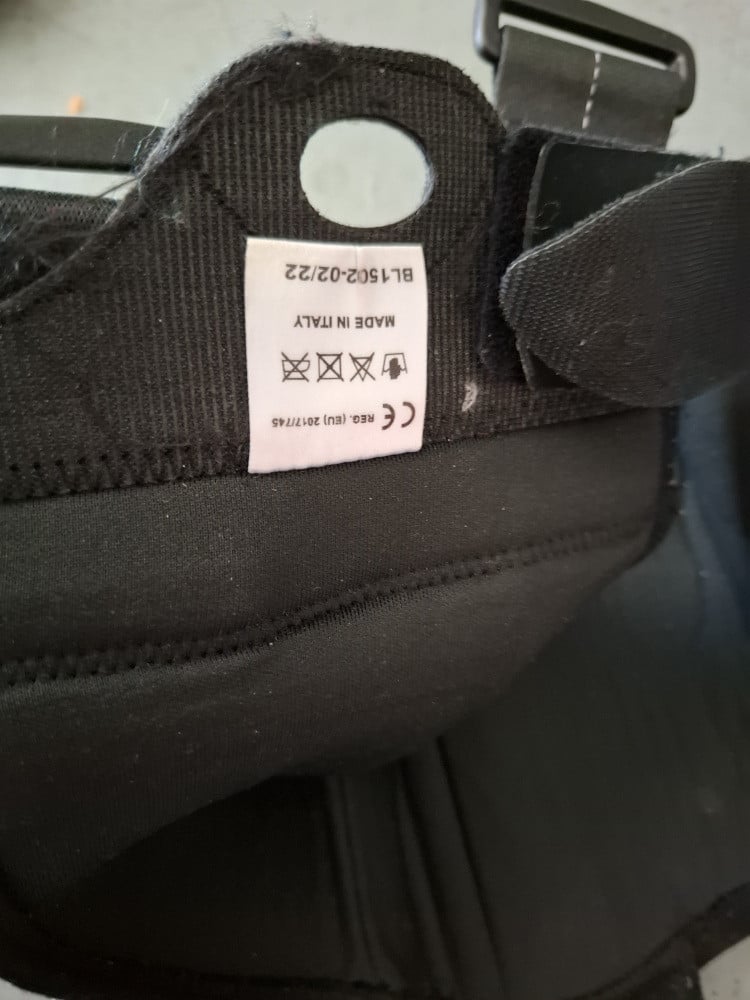 CE REG. (EU) 2017/745
MADE IN ITALY
BL1502-02/22